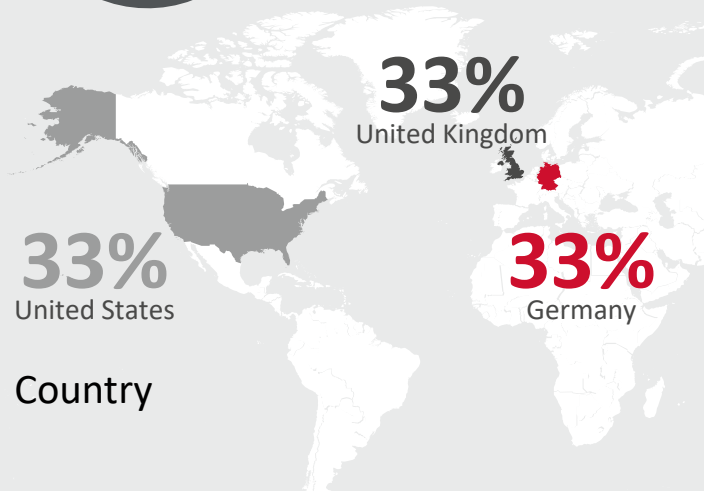 33%
United Kingdom
33%
United States
33%
Germany
Country